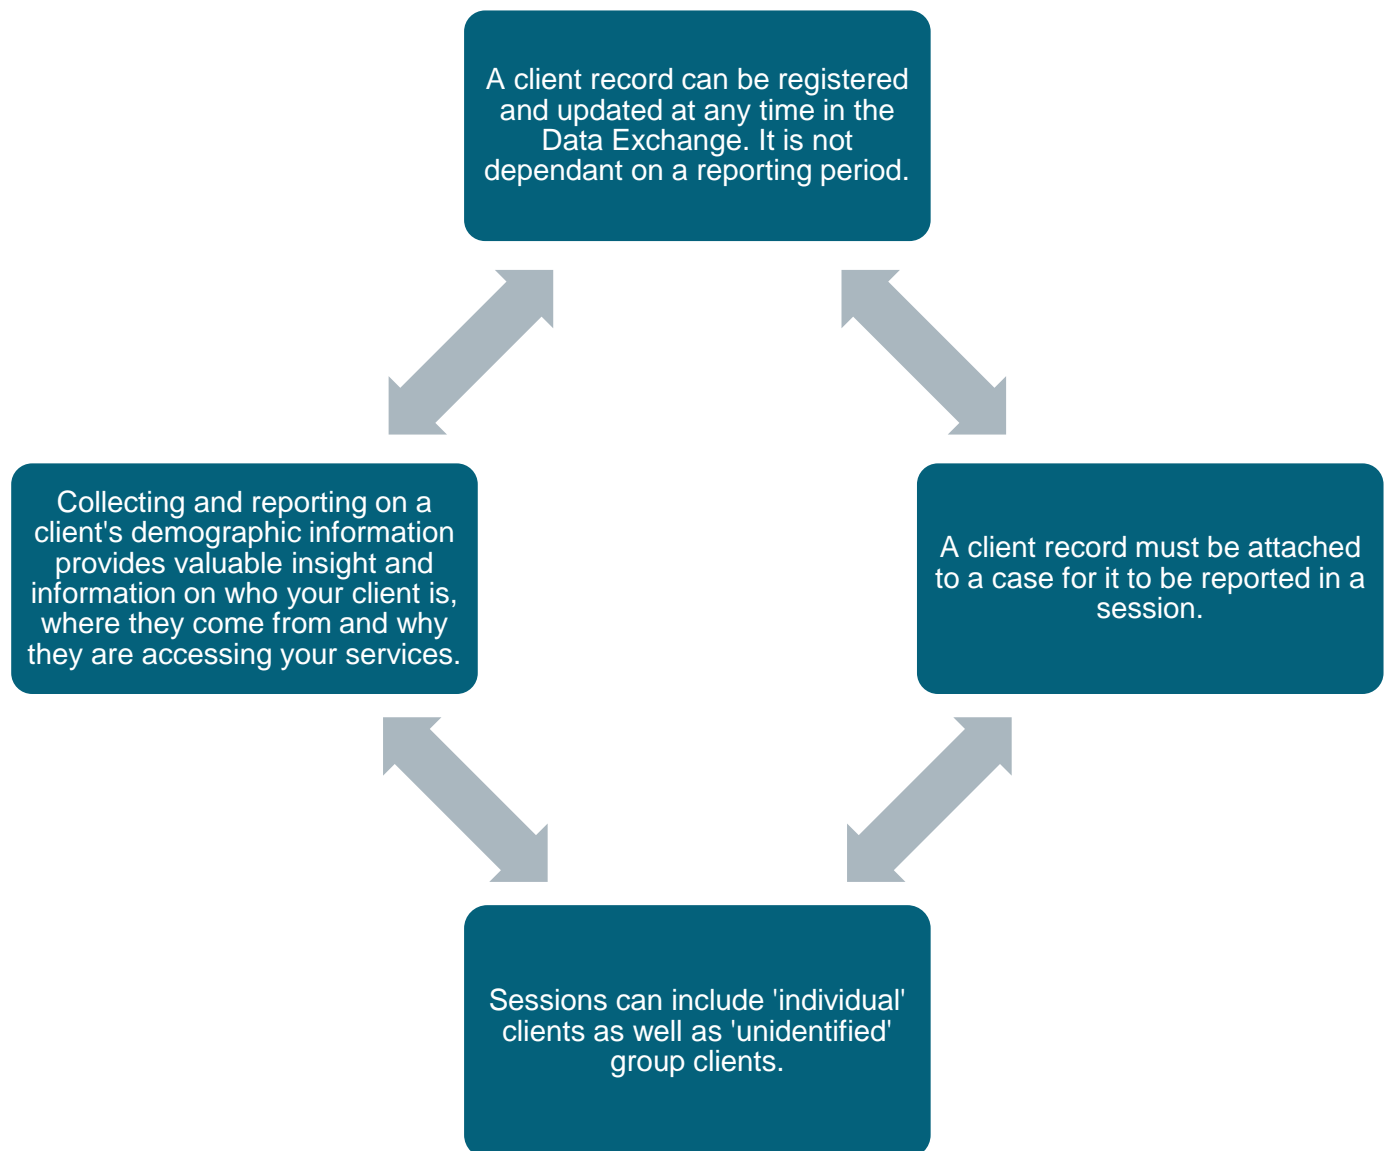 A client record can be registered
and updated at any time in the
Data Exchange. It is not
dependant on a reporting period.
Collecting and reporting on a
client's demographic information
provides valuable insight and
information on who your client is,
where they come from and why
they are accessing your services.
A client record must be attached
to a case for it to be reported in a
session.
Sessions can include 'individual'
clients as well as 'unidentified'
group clients.